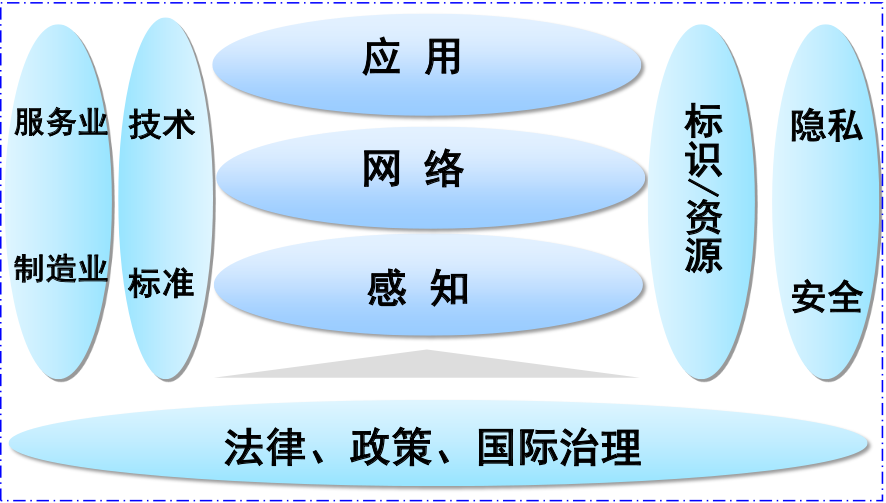 服务业
制造业
技术
标准
应 用
网 络
感 知
标识/资源
隐私
安全
法律、政策、国际治理